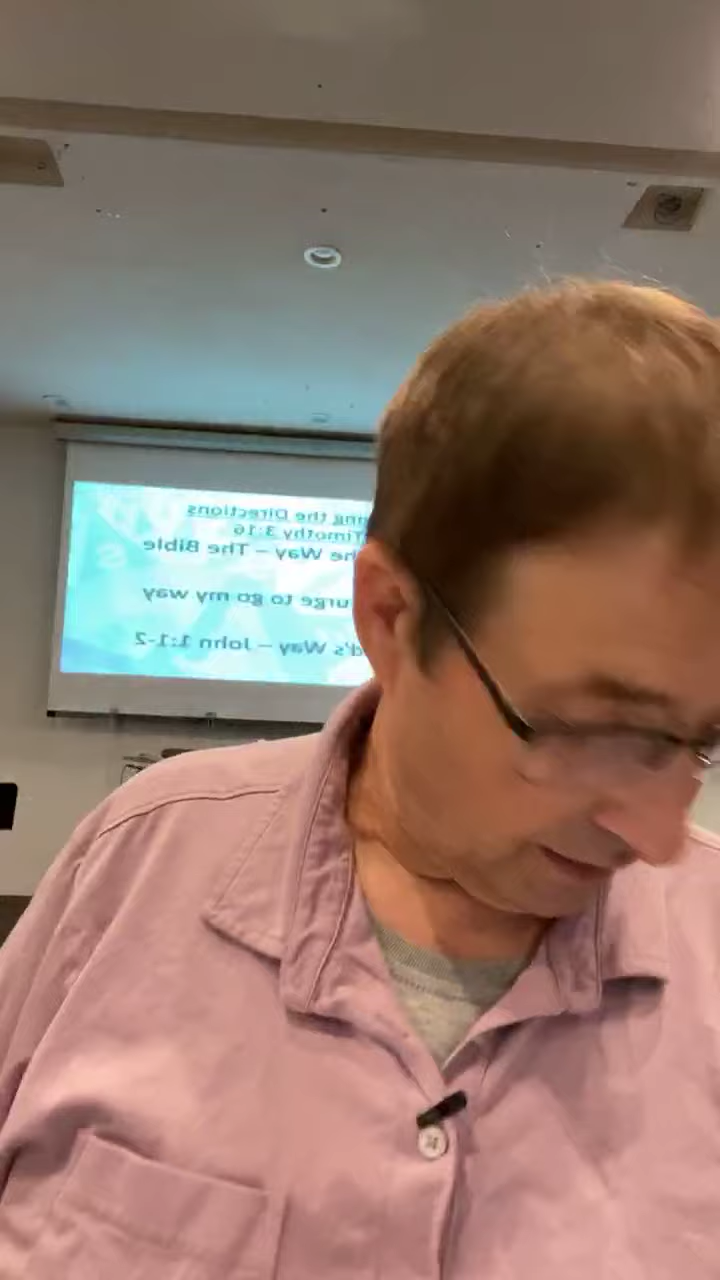 ing the Directions
Timothy 3:16
he Way – The Bible
urge to go my way
d's Way – John 1:1-2